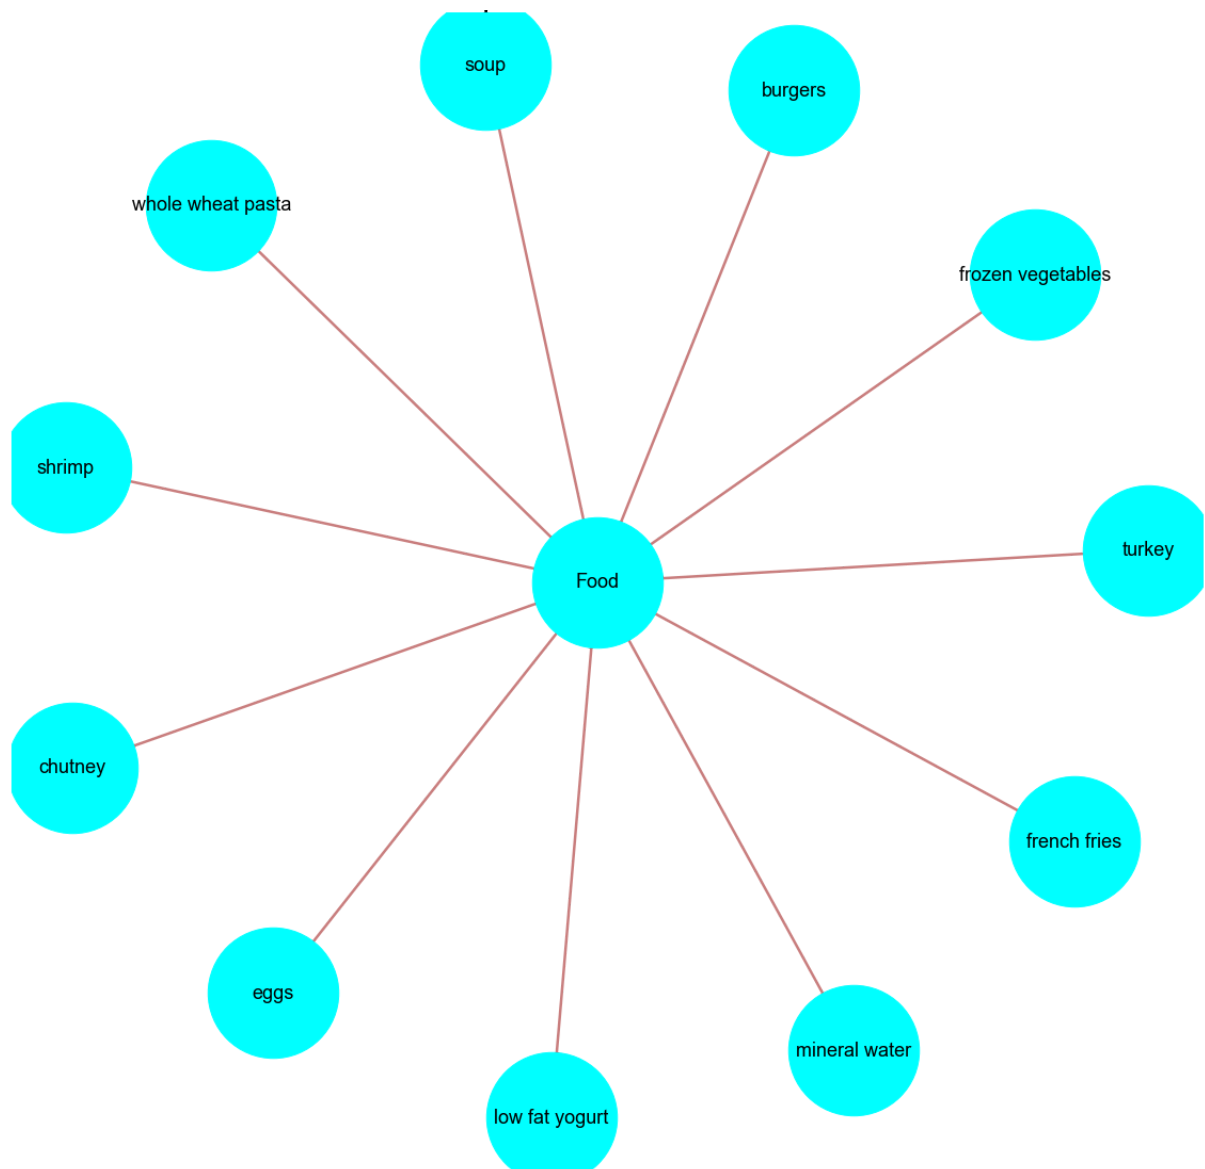 soup
burgers
whole wheat pasta
frozen vegetables
shrimp
turkey
Food
chutney
french fries
eggs
mineral water
low fat yogurt